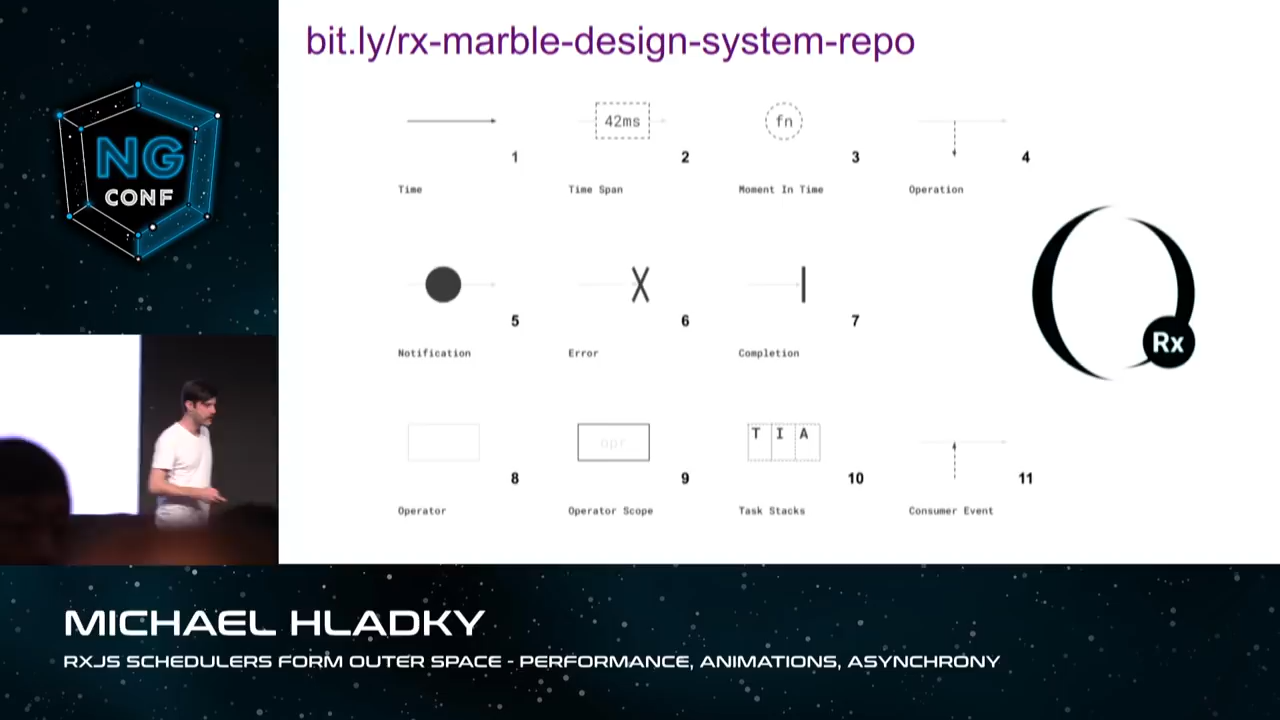 bit.ly/rx-marble-design-system-repo
NG
CONF
42ms
fn
1
2
3
4
Time
Time Span
Moment In Time
Operation
5
6
7
Notification
Error
Completion
Rx
opr
T I A
8
9
10
11
Operator
Operator Scope
Task Stacks
Consumer Event
MICHAEL HLADKY
RXJS SCHEDULERS FORM OUTER SPACE - PERFORMANCE, ANIMATIONS, ASYNCHRONY